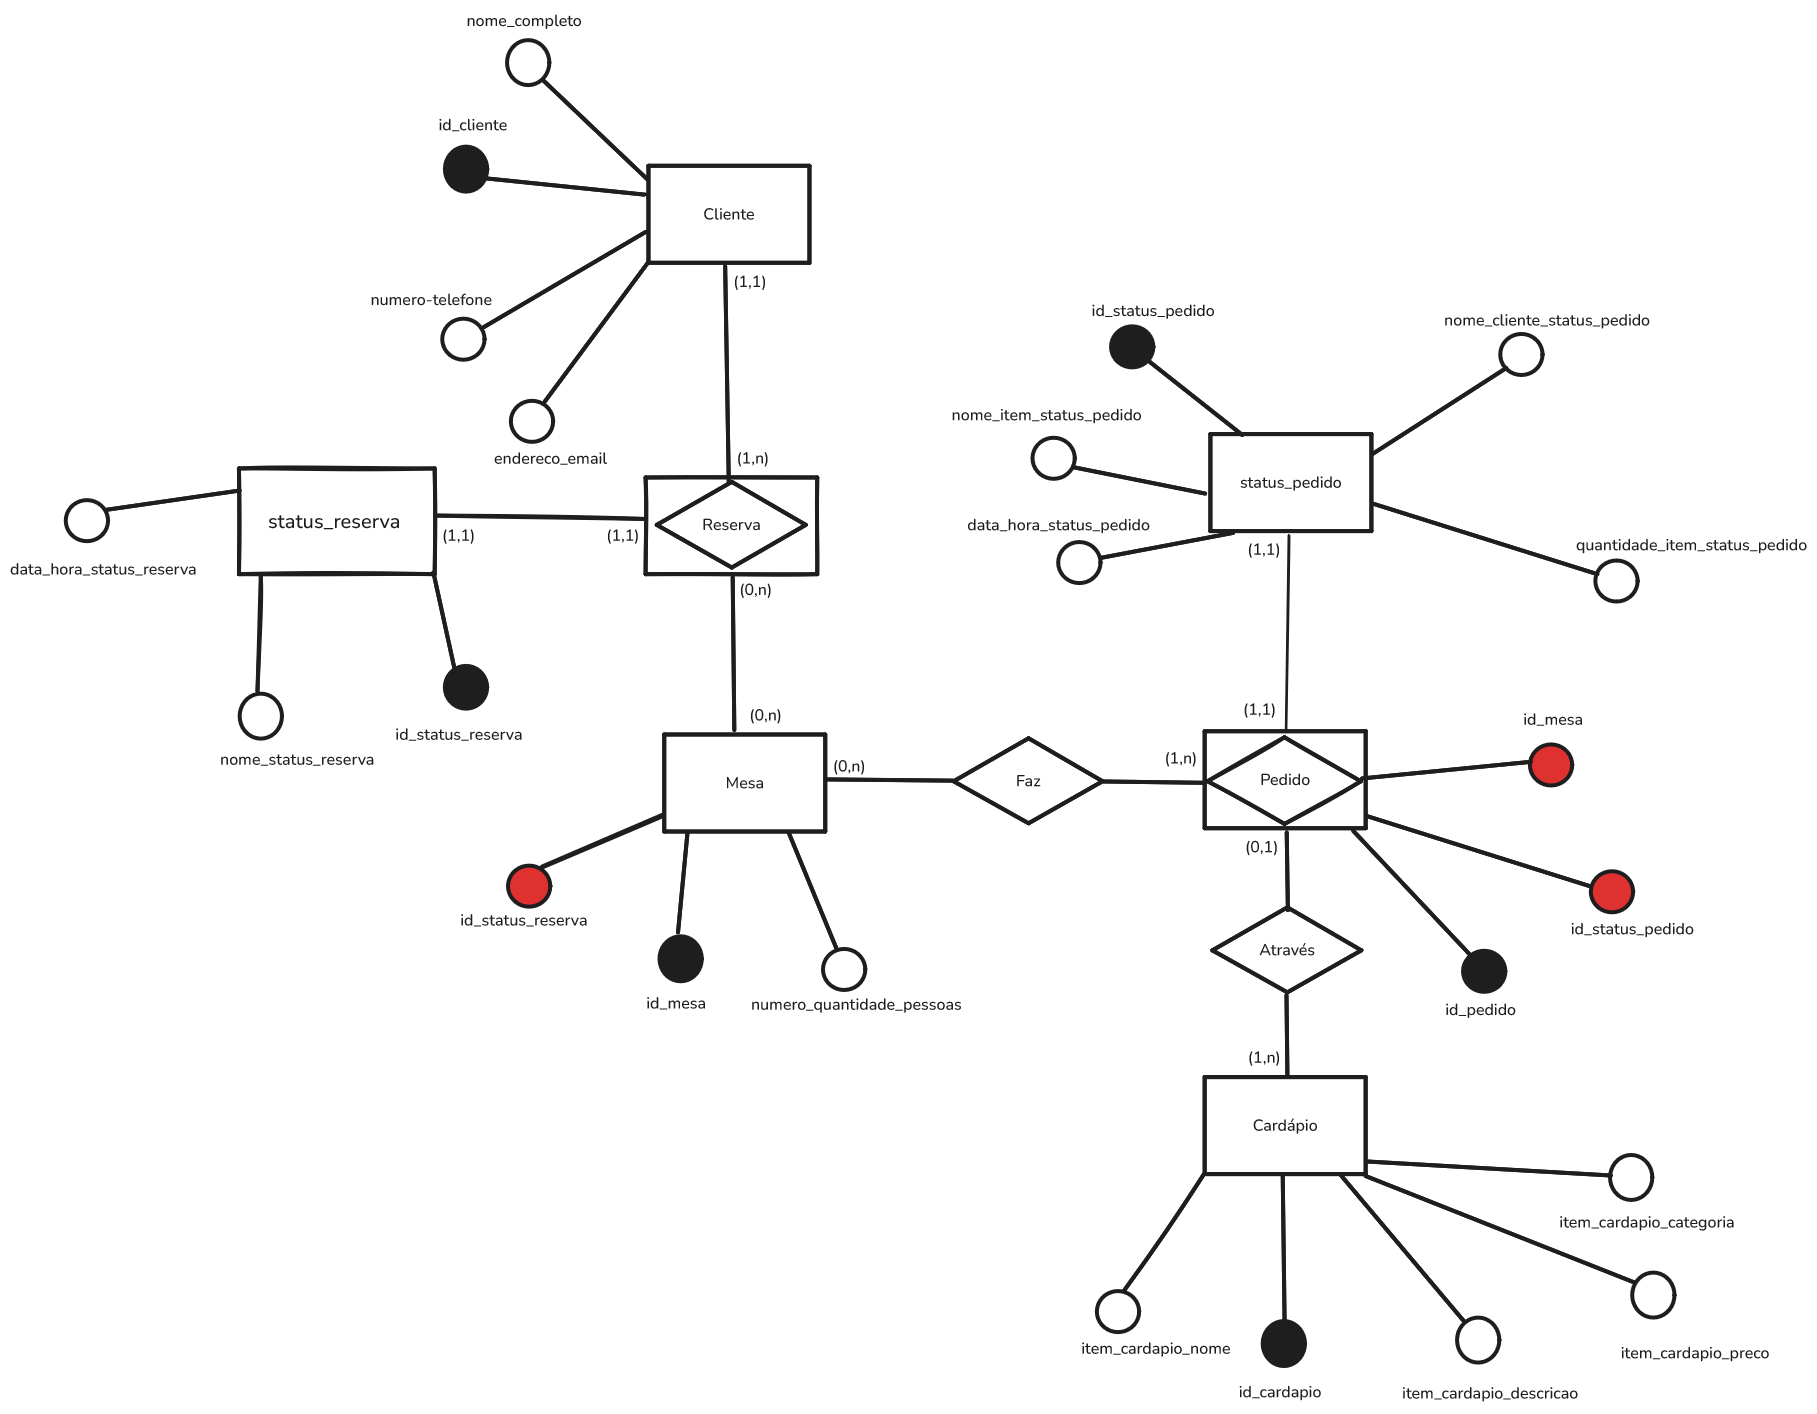 nome_completo
id_cliente
Cliente
numero-telefone
(1,1)
endereco_email
(1,n)
status_reserva
(1,1)
(1,1)
Reserva
data_hora_status_reserva
(0,n)
nome_status_reserva
id_status_reserva
id_status_pedido
nome_cliente_status_pedido
nome_item_status_pedido
status_pedido
data_hora_status_pedido
(1,1)
quantidade_item_status_pedido
(0,n)
Mesa
(0,n)
Faz
(1,n)
(1,1)
Pedido
id_mesa
(0,1)
id_status_reserva
id_mesa
numero_quantidade_pessoas
Através
id_status_pedido
id_pedido
(1,n)
Cardápio
item_cardapio_categoria
item_cardapio_nome
id_cardapio
item_cardapio_descricao
item_cardapio_preco